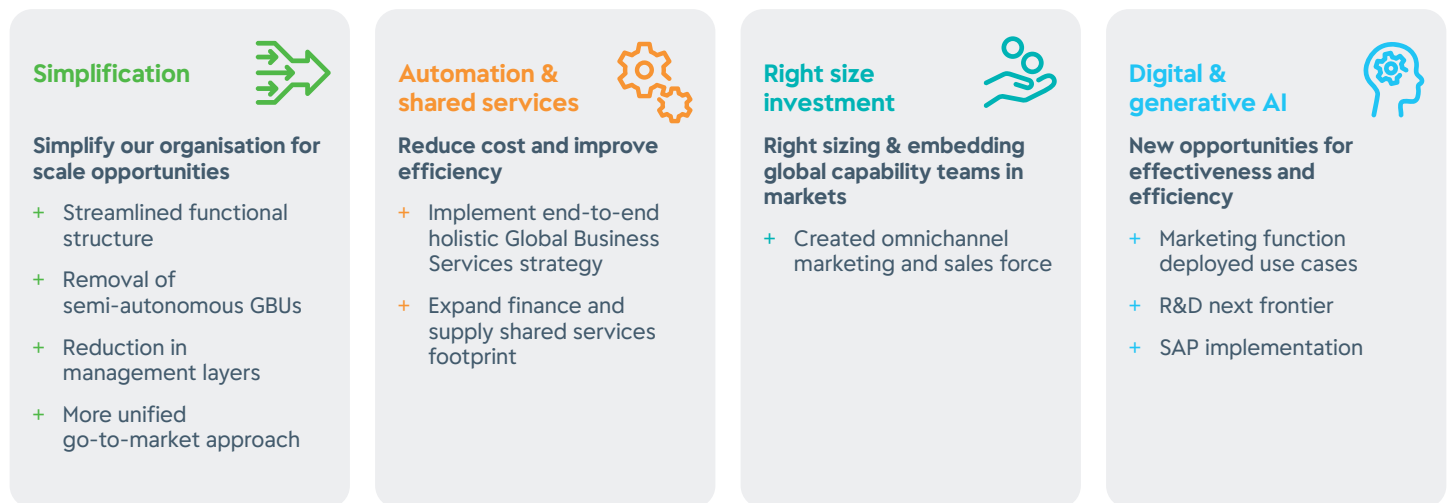 Simplification
Simplify our organisation for
scale opportunities
+ Streamlined functional
structure
+ Removal of
semi-autonomous GBUs
+ Reduction in
management layers
+ More unified
go-to-market approach
Automation &
shared services
Reduce cost and improve
efficiency
+ Implement end-to-end
holistic Global Business
Services strategy
+ Expand finance and
supply shared services
footprint
Right size
investment
Right sizing & embedding
global capability teams in
markets
+ Created omnichannel
marketing and sales force
Digital &
generative AI
New opportunities for
effectiveness and
efficiency
+ Marketing function
deployed use cases
+ R&D next frontier
+ SAP implementation